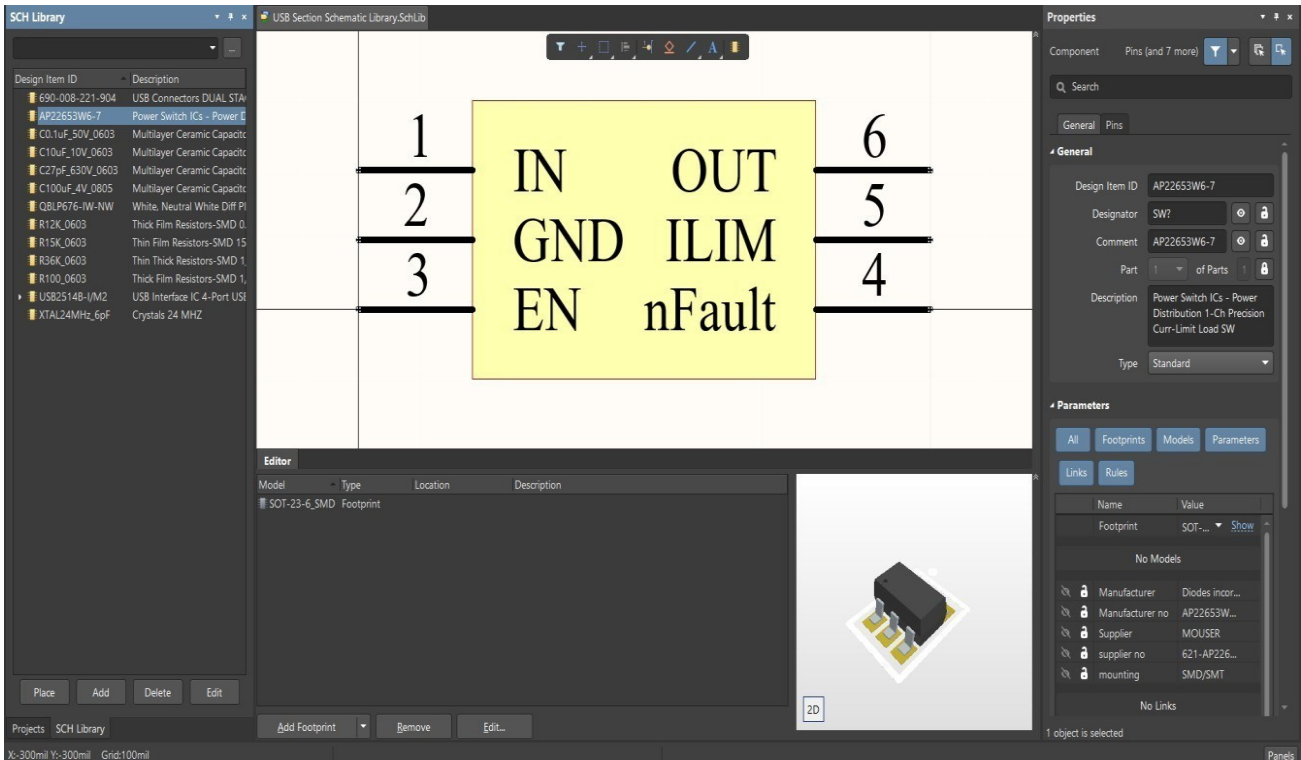 SCH Library
USB Section Schematic Library.SchLib
Properties
Component Pins (and 7 more)
Search
Design Item ID Description
690-008-221-904 USB Connectors DUAL STA
AP22653W6-7 Power Switch ICs - Power D
C0.1uF_50V_0603 Multilayer Ceramic Capacitc
C10uF_10V_0603 Multilayer Ceramic Capacitc
C27pF_630V_0603 Multilayer Ceramic Capacitc
C100uF_4V_0805 Multilayer Ceramic Capacitc
QBLP676-IW-NW White, Neutral White Diff Pl
R12K_0603 Thick Film Resistors-SMD 0.
R15K_0603 Thin Film Resistors-SMD 15
R36K_0603 Thin Thick Resistors-SMD 1
R100_0603 Thick Film Resistors-SMD 1,
USB2514B-I/M2 USB Interface IC 4-Port USE
XTAL24MHz_6pF Crystals 24 MHZ
Place Add Delete Edit
Projects SCH Library
X:-300mil Y:-300mil Grid:100mil
1 IN OUT 6
2 GND ILIM 5
3 EN nFault 4
Editor
Model Type Location Description
SOT-23-6_SMD Footprint
2D
Add Footprint Remove Edit...
General Pins
General
Design Item ID AP22653W6-7
Designator SW?
Comment AP22653W6-7
Part 1 of Parts 1
Description Power Switch ICs - Power
Distribution 1-Ch Precision
Curr-Limit Load SW
Type Standard
Parameters
All Footprints Models Parameters
Links Rules
Name Value
Footprint SOT-... Show
No Models
Manufacturer Diodes incor...
Manufacturer no AP22653W...
Supplier MOUSER
supplier no 621-AP226...
mounting SMD/SMT
No Links
1 object is selected
Panels